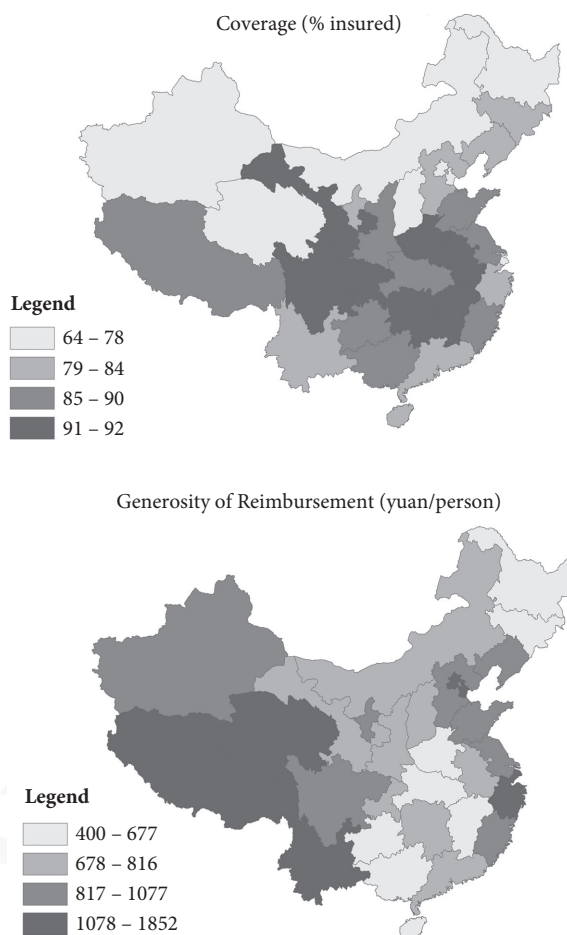 Coverage (% insured)
Legend
64 – 78
79 – 84
85 – 90
91 – 92
Generosity of Reimbursement (yuan/person)
Legend
400 – 677
678 – 816
817 – 1077
1078 – 1852